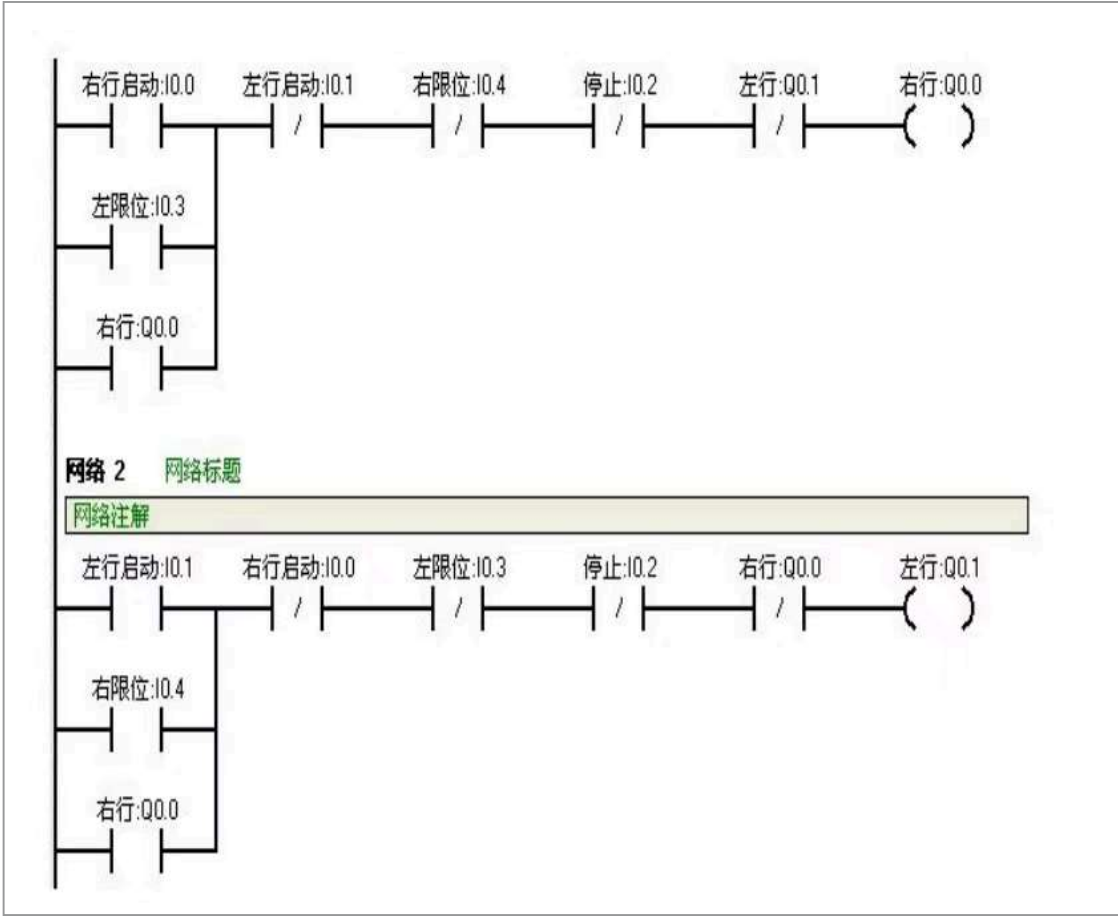 右行启动:I0.0 左行启动:I0.1 右限位:I0.4 停止:I0.2 左行:Q0.1 右行:Q0.0
左限位:I0.3
右行:Q0.0
网络 2 网络标题
网络注解
左行启动:I0.1 右行启动:I0.0 左限位:I0.3 停止:I0.2 右行:Q0.0 左行:Q0.1
右限位:I0.4
右行:Q0.0